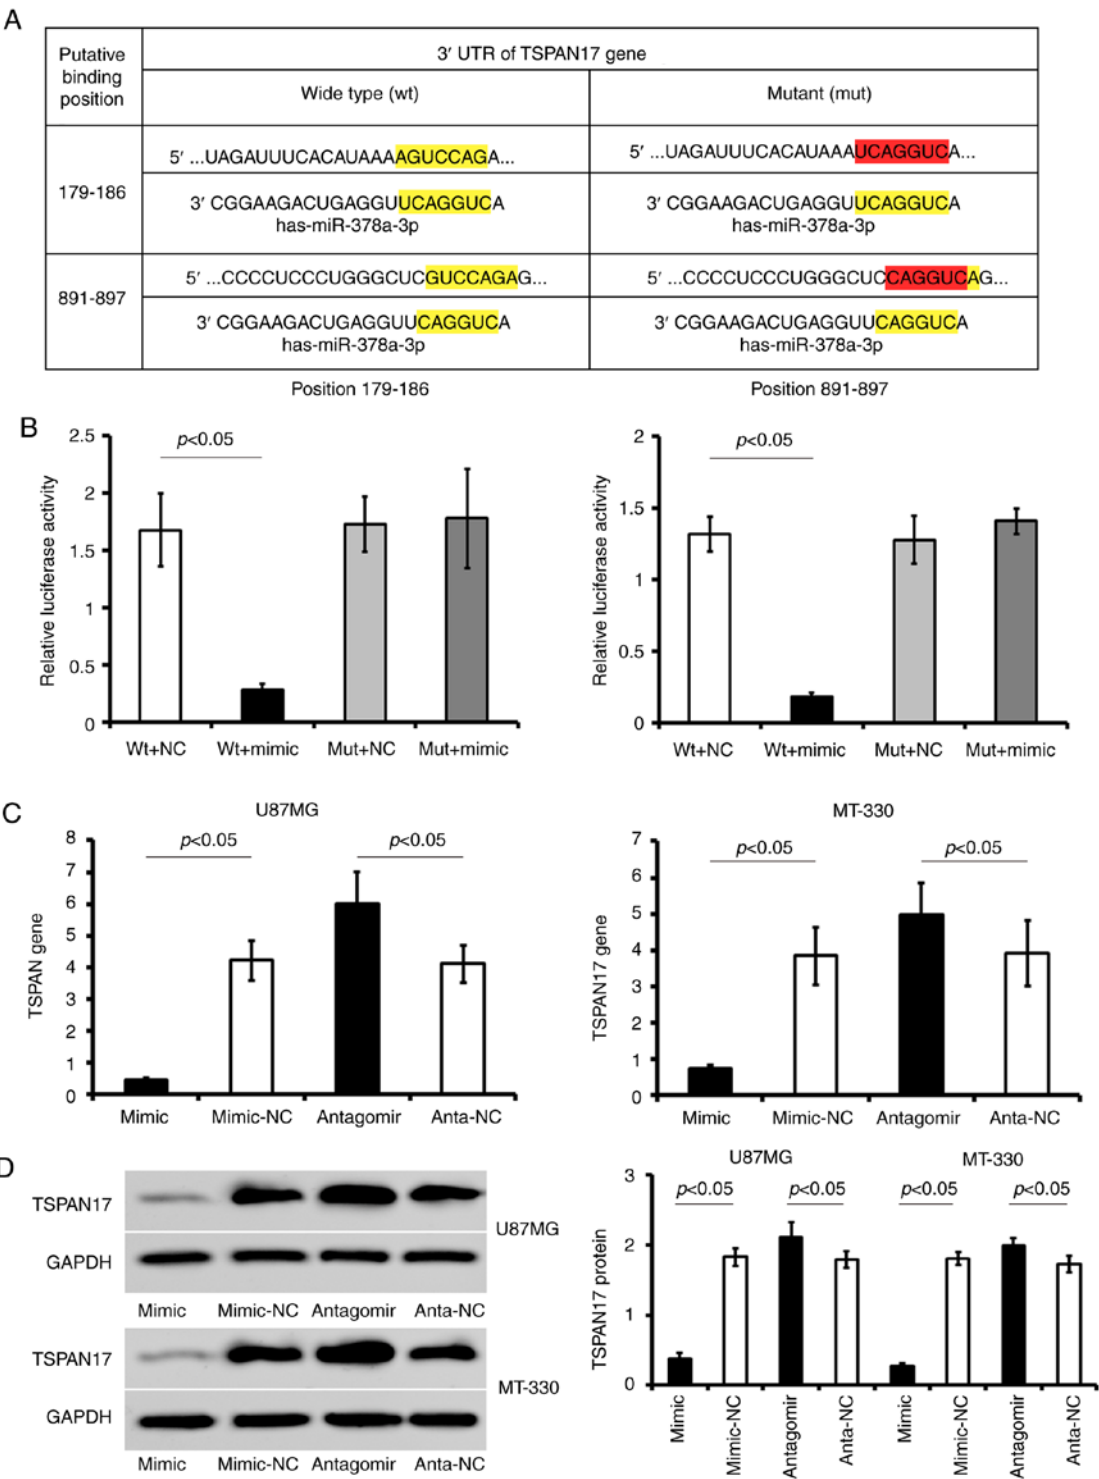 A
Putative
binding
position
3′ UTR of TSPAN17 gene
Wide type (wt)
Mutant (mut)
179-186
5′ ...UAGAUUUCACAUAAAAGUCCAGA...
5′ ...UAGAUUUCACAUAAAUCAGGUCA...
3′ CGGAAGACUGAGGUUCAGGUCA
has-miR-378a-3p
3′ CGGAAGACUGAGGUUCAGGUCA
has-miR-378a-3p
891-897
5′ ...CCCCUCCCUGGGCUCGUCCAGAG...
5′ ...CCCCUCCCUGGGCUCCAGGUCAG...
3′ CGGAAGACUGAGGUUCAGGUCA
has-miR-378a-3p
3′ CGGAAGACUGAGGUUCAGGUCA
has-miR-378a-3p
Position 179-186
Position 891-897
B
Relative luciferase activity
2.5
2
1.5
1
0.5
0
p<0.05
Wt+NC Wt+mimic Mut+NC Mut+mimic
Relative luciferase activity
2
1.5
1
0.5
0
p<0.05
Wt+NC Wt+mimic Mut+NC Mut+mimic
C
U87MG
TSPAN gene
8
7
6
5
4
3
2
1
0
p<0.05
p<0.05
Mimic Mimic-NC Antagomir Anta-NC
MT-330
TSPAN17 gene
7
6
5
4
3
2
1
0
p<0.05
p<0.05
Mimic Mimic-NC Antagomir Anta-NC
D
TSPAN17
GAPDH
U87MG
Mimic Mimic-NC Antagomir Anta-NC
TSPAN17
GAPDH
MT-330
Mimic Mimic-NC Antagomir Anta-NC
U87MG MT-330
TSPAN17 protein
3
2
1
0
p<0.05 p<0.05 p<0.05 p<0.05
Mimic
Mimic-NC
Antagomir
Anta-NC
Mimic
Mimic-NC
Antagomir
Anta-NC